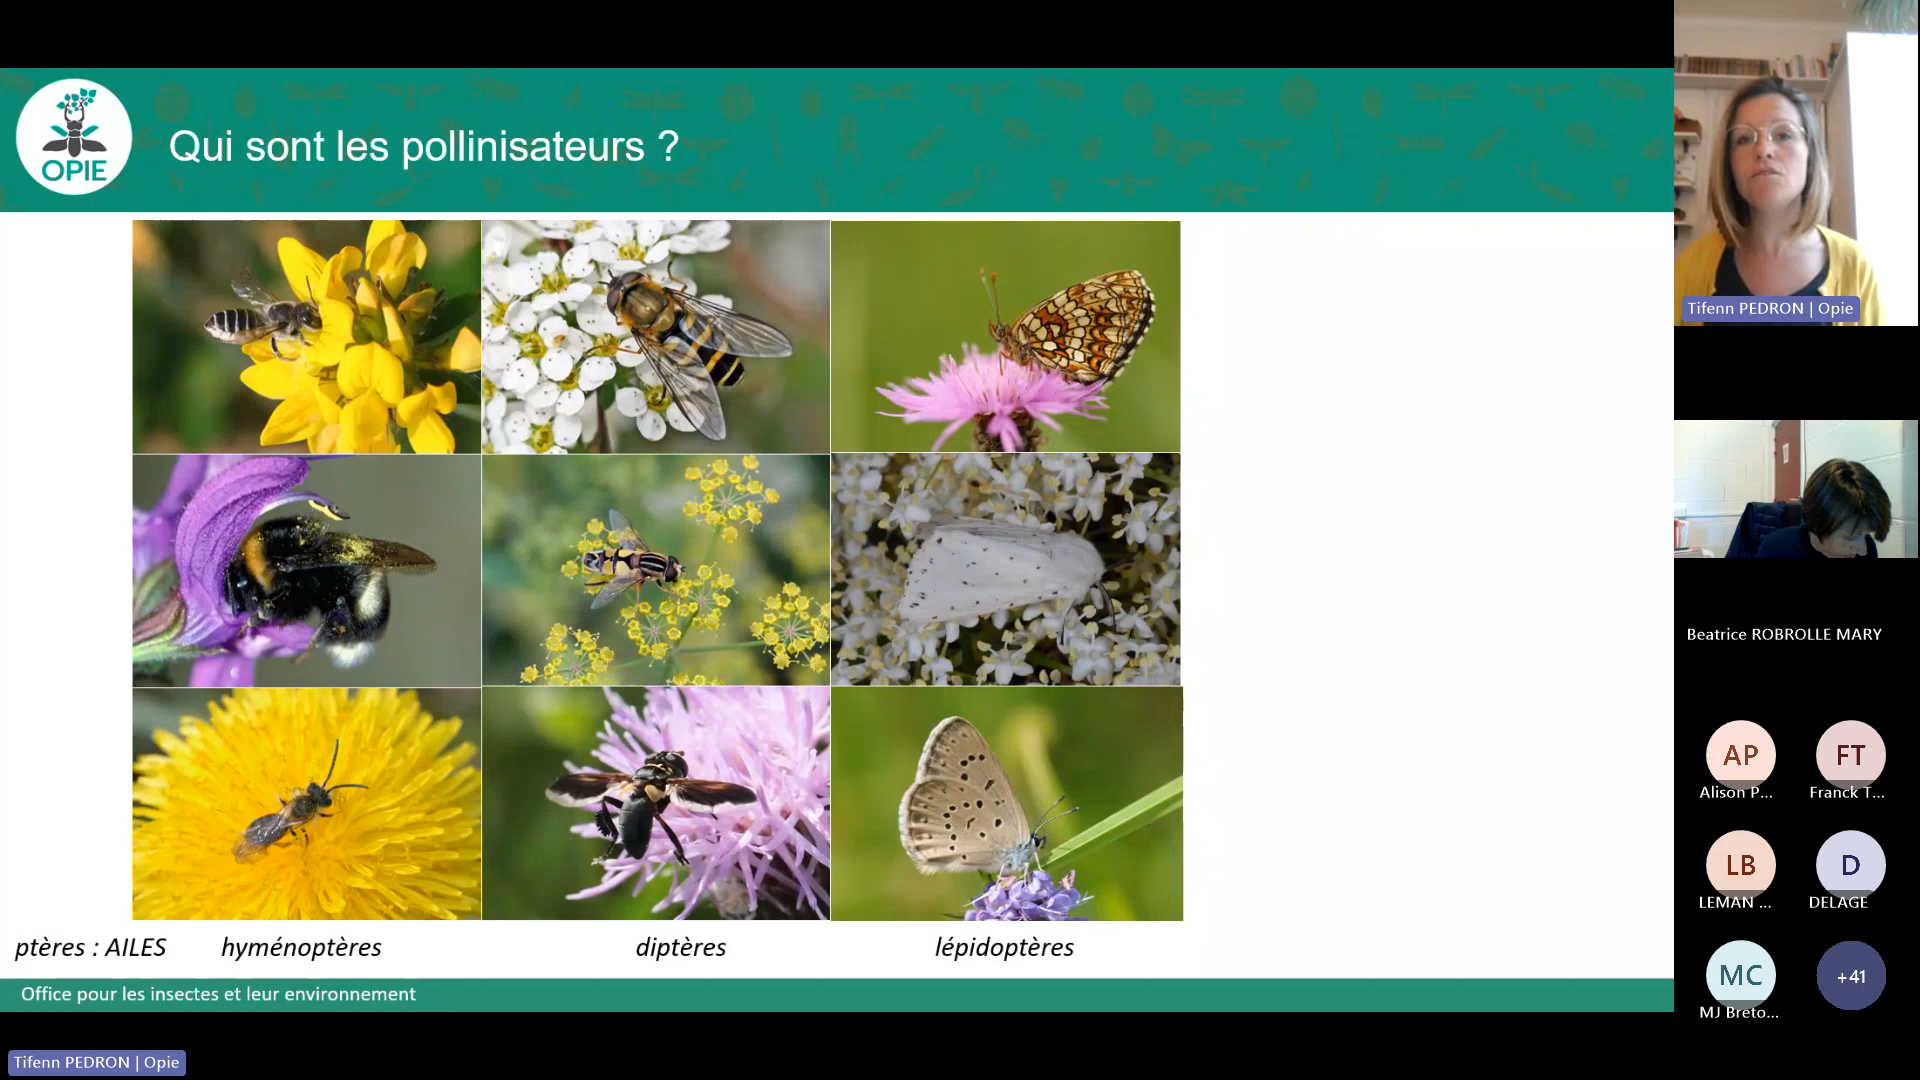 OPIE
Qui sont les pollinisateurs ?
ptères : AILES
hyménoptères
diptères
lépidoptères
Office pour les insectes et leur environnement
Tifenn PEDRON | Opie
Tifenn PEDRON | Opie
Beatrice ROBROLLE MARY
AP
FT
Alison P...
Franck T...
LB
D
LEMAN ...
DELAGE
MC
+41
MJ Breto...